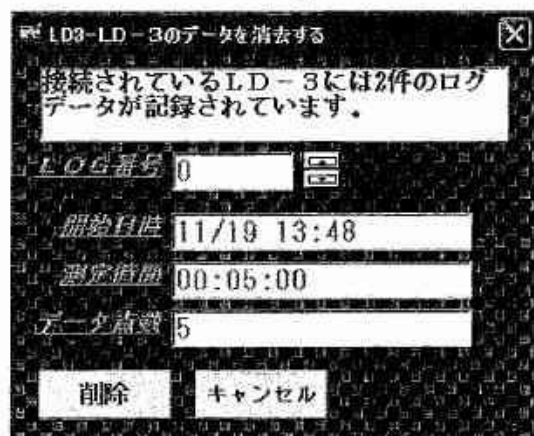 LD3-LD-3のデータを消去する
接続されているLD-3には2件のログ
データが記録されています。
LOG番号 0
開始日時 11/19 13:48
測定値間 00:05:00
データ点数 5
削除 キャンセル